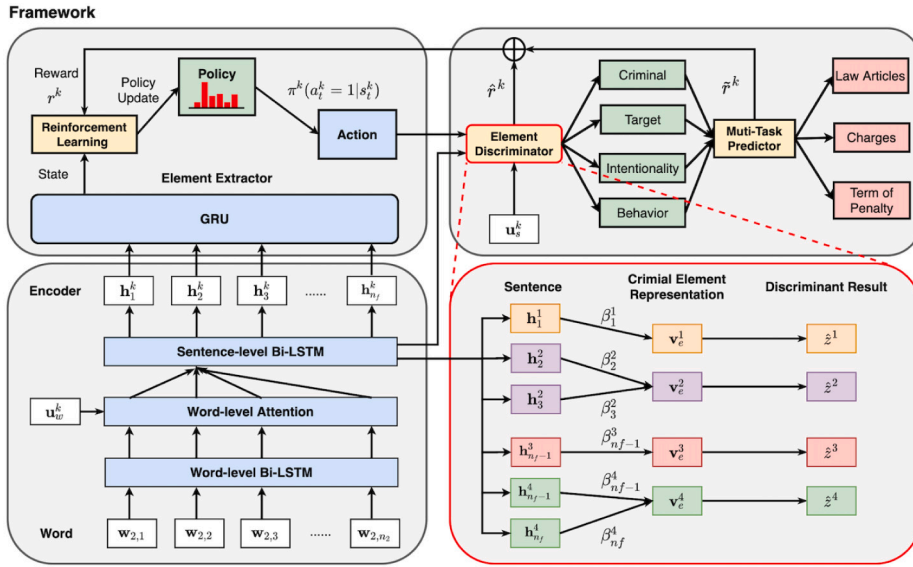 Framework
Reward
r^k
Policy
Update
Policy
π^k(a_t^k = 1|s_t^k)
Reinforcement
Learning
Action
State
Element Extractor
GRU
r̂^k
r̃^k
Element
Discriminator
u_s^k
Criminal
Target
Intentionality
Behavior
Muti-Task
Predictor
Law Articles
Charges
Term of
Penalty
Encoder
h_1^k
h_2^k
h_3^k
......
h_{n_f}^k
Sentence-level Bi-LSTM
u_w^k
Word-level Attention
Word-level Bi-LSTM
Word
w_{2,1}
w_{2,2}
w_{2,3}
......
w_{2,n_2}
Sentence
Crimial Element
Representation
Discriminant Result
h_1^1
β_1^1
v_e^1
ẑ^1
h_2^2
β_2^2
v_e^2
ẑ^2
h_3^2
β_3^2
h_{n_f-1}^3
β_{nf-1}^3
v_e^3
ẑ^3
h_{n_f-1}^4
β_{nf-1}^4
v_e^4
ẑ^4
h_{n_f}^4
β_{nf}^4